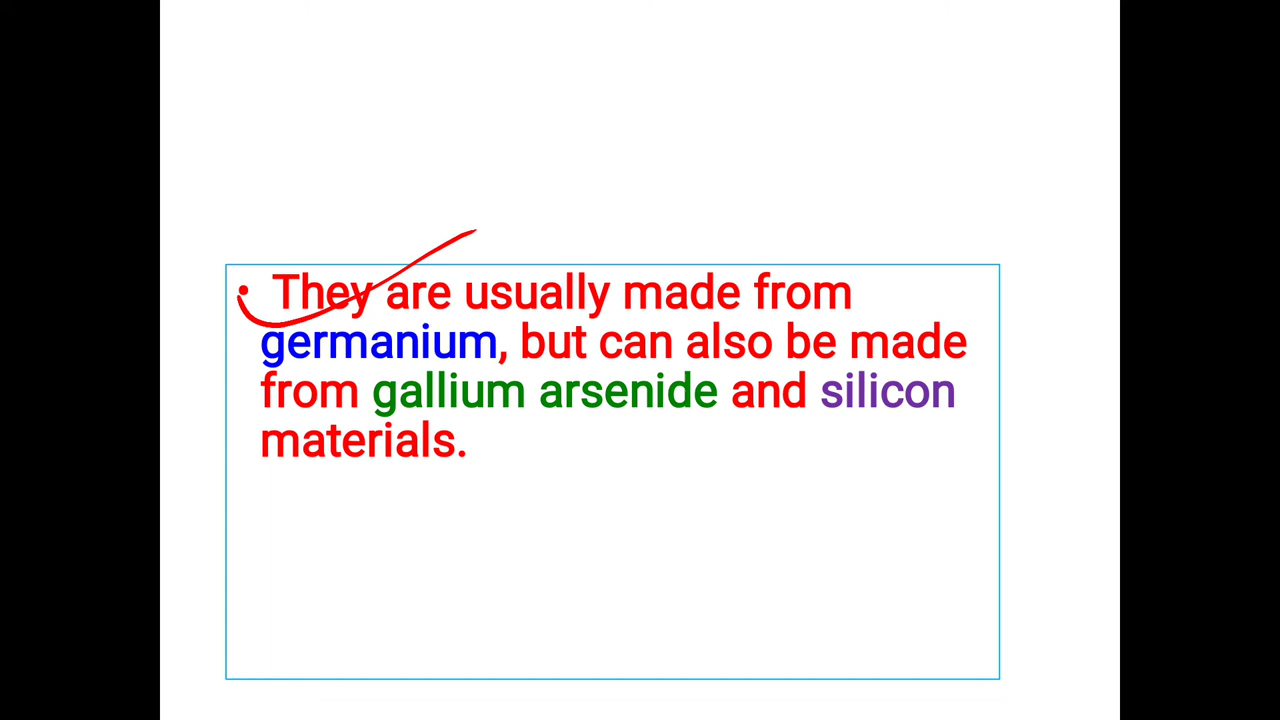 • They are usually made from
germanium, but can also be made
from gallium arsenide and silicon
materials.